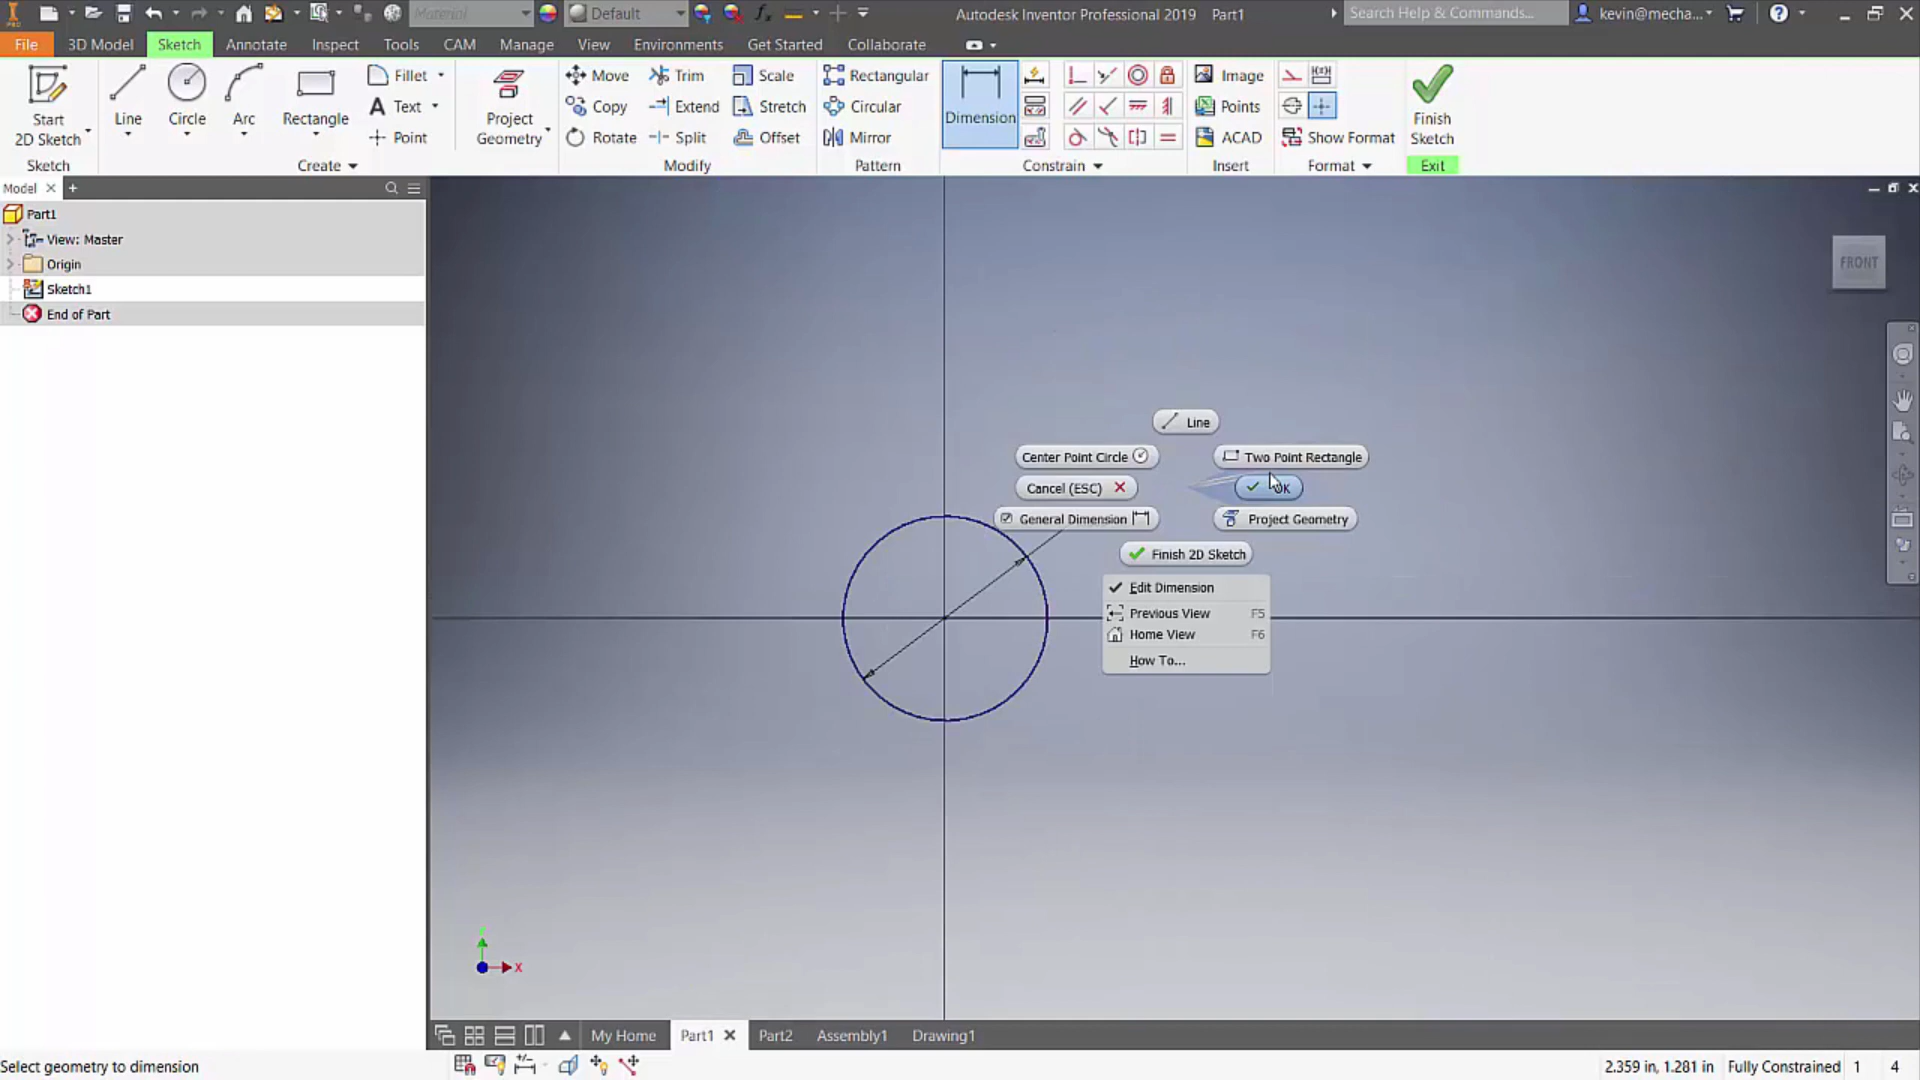 Material
Default
Autodesk Inventor Professional 2019 Part1
Search Help & Commands...
kevin@mecha...
PRO
File 3D Model Sketch Annotate Inspect Tools CAM Manage View Environments Get Started Collaborate
Start
2D Sketch
Line
Circle
Arc
Rectangle
Fillet
Text
Point
Project
Geometry
Move
Copy
Rotate
Trim
Extend
Split
Scale
Stretch
Offset
Rectangular
Circular
Mirror
Dimension
Image
Points
ACAD
Show Format
Finish
Sketch
Sketch
Create
Modify
Pattern
Constrain
Insert
Format
Exit
Model
Part1
View: Master
Origin
Sketch1
End of Part
FRONT
Line
Center Point Circle
Two Point Rectangle
Cancel (ESC)
OK
General Dimension
Project Geometry
Finish 2D Sketch
Edit Dimension
Previous View F5
Home View F6
How To...
X
My Home Part1 Part2 Assembly1 Drawing1
Select geometry to dimension
2.359 in, 1.281 in Fully Constrained 1 4